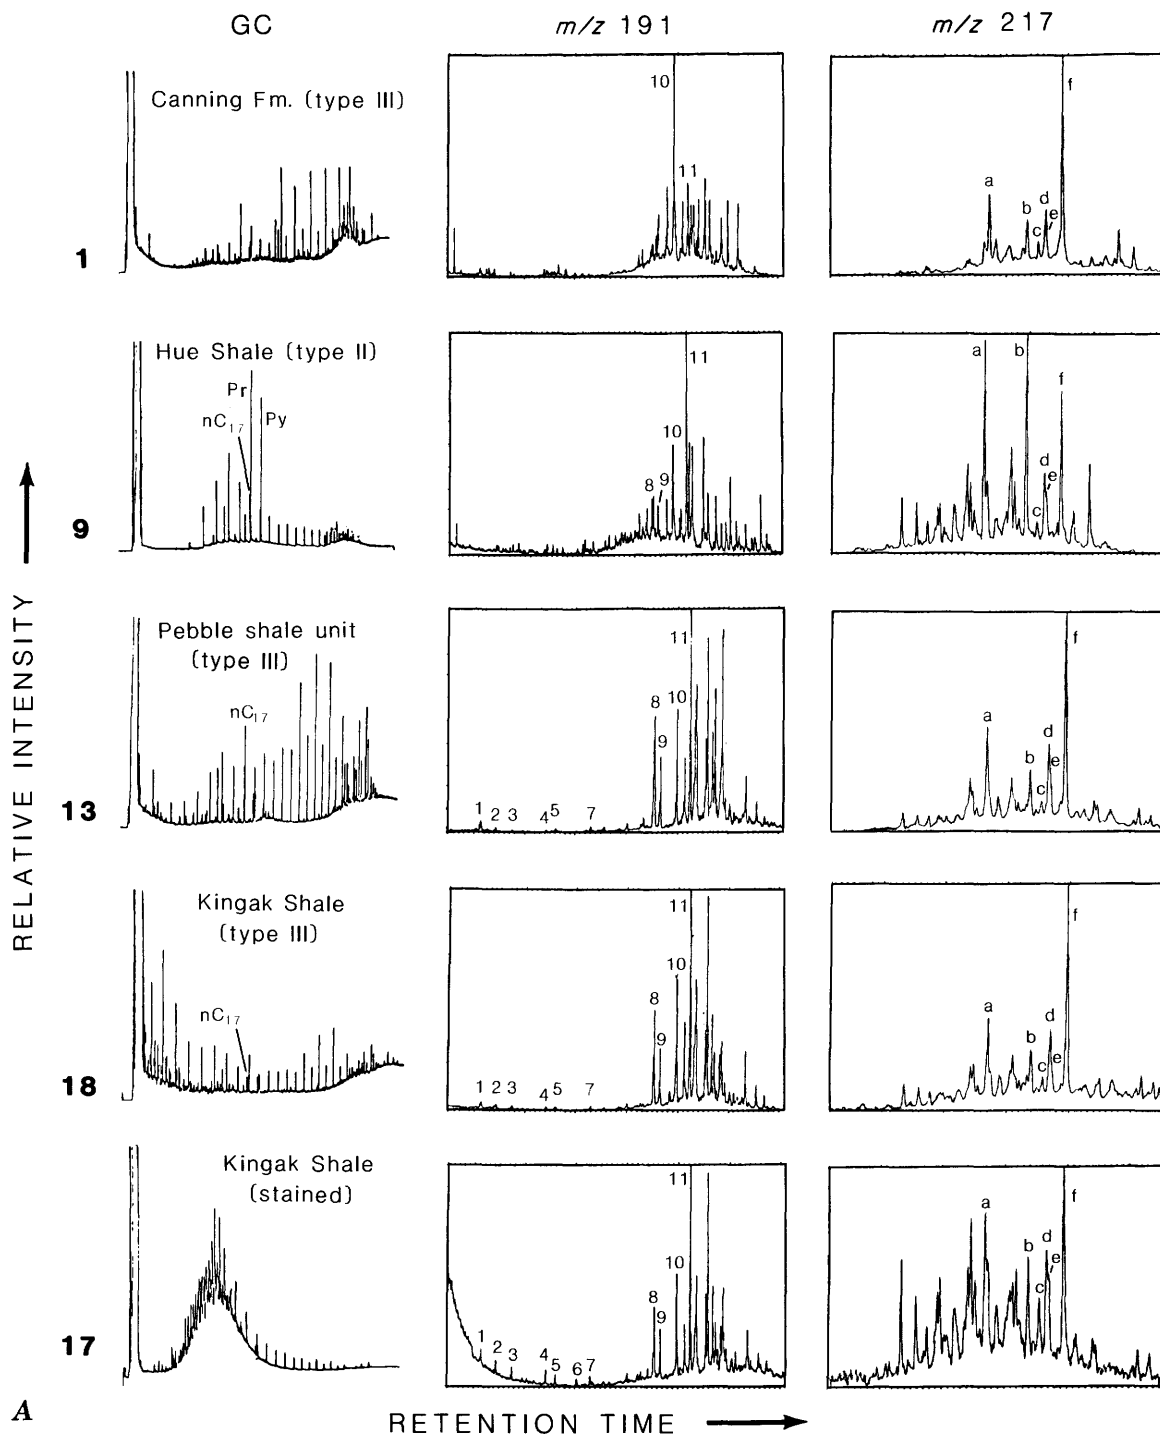 GC
m/z 191
m/z 217
RELATIVE INTENSITY
1
Canning Fm. (type III)
10
11
a
b
c
d
e
f
9
Hue Shale (type II)
Pr
nC17
Py
8
9
10
11
a
b
c
d
e
f
13
Pebble shale unit
(type III)
nC17
1
2
3
4
5
7
8
9
10
11
a
b
c
d
e
f
18
Kingak Shale
(type III)
nC17
1
2
3
4
5
7
8
9
10
11
a
b
c
d
e
f
17
Kingak Shale
(stained)
1
2
3
4
5
6
7
8
9
10
11
a
b
c
d
e
f
A
RETENTION TIME